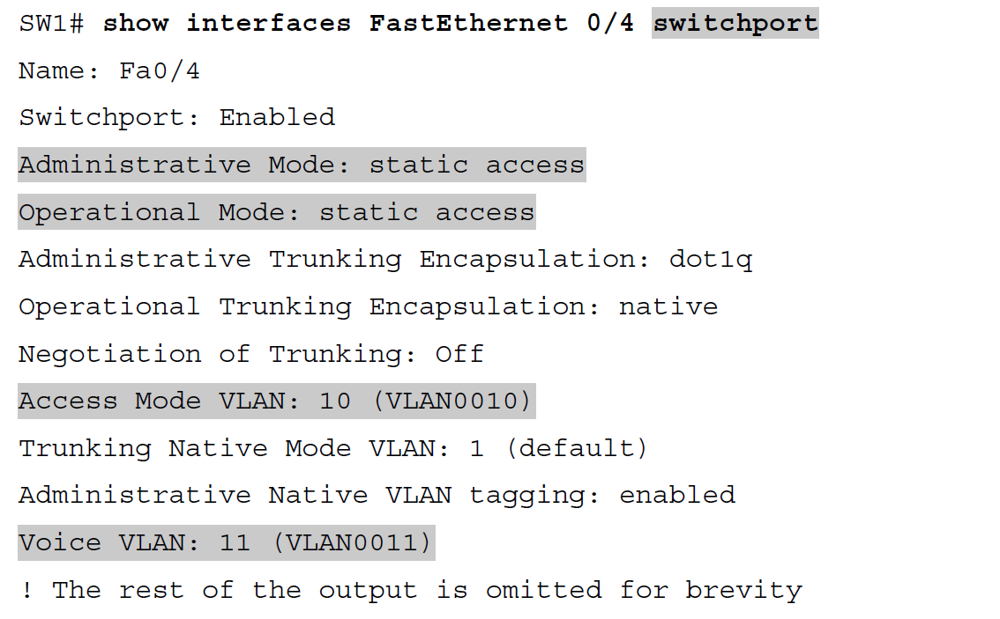 SW1# show interfaces FastEthernet 0/4 switchport
Name: Fa0/4
Switchport: Enabled
Administrative Mode: static access
Operational Mode: static access
Administrative Trunking Encapsulation: dot1q
Operational Trunking Encapsulation: native
Negotiation of Trunking: Off
Access Mode VLAN: 10 (VLAN0010)
Trunking Native Mode VLAN: 1 (default)
Administrative Native VLAN tagging: enabled
Voice VLAN: 11 (VLAN0011)
! The rest of the output is omitted for brevity